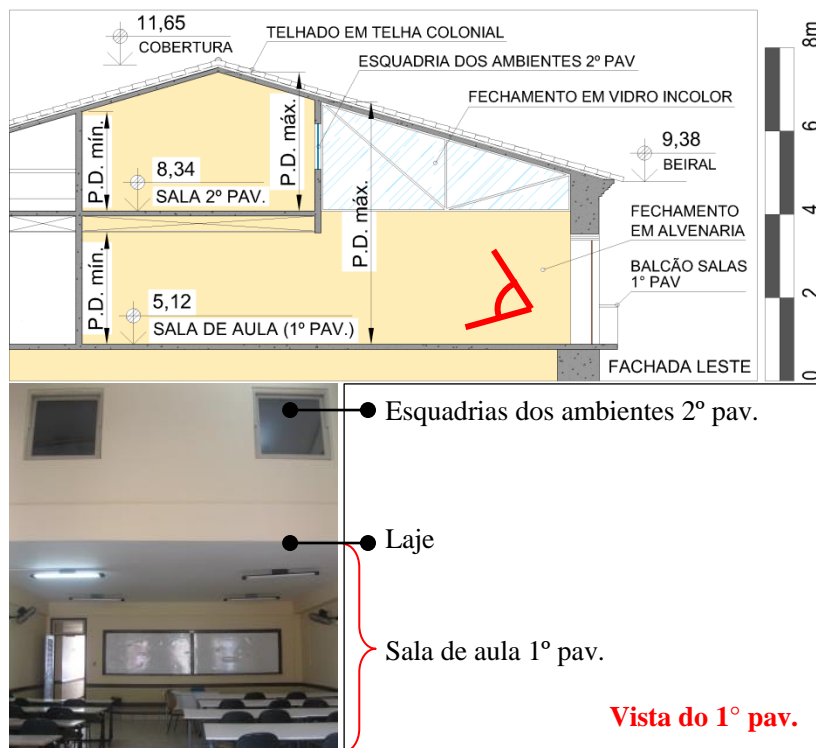 11,65
COBERTURA
TELHADO EM TELHA COLONIAL
ESQUADRIA DOS AMBIENTES 2º PAV
FECHAMENTO EM VIDRO INCOLOR
8m
P.D. mín.
8,34
SALA 2º PAV.
P.D. máx.
9,38
BEIRAL
6
P.D. máx.
FECHAMENTO
EM ALVENARIA
4
P.D. mín.
5,12
SALA DE AULA (1º PAV.)
BALCÃO SALAS
1º PAV
2
FACHADA LESTE
0
Esquadrias dos ambientes 2º pav.
Laje
Sala de aula 1º pav.
Vista do 1° pav.